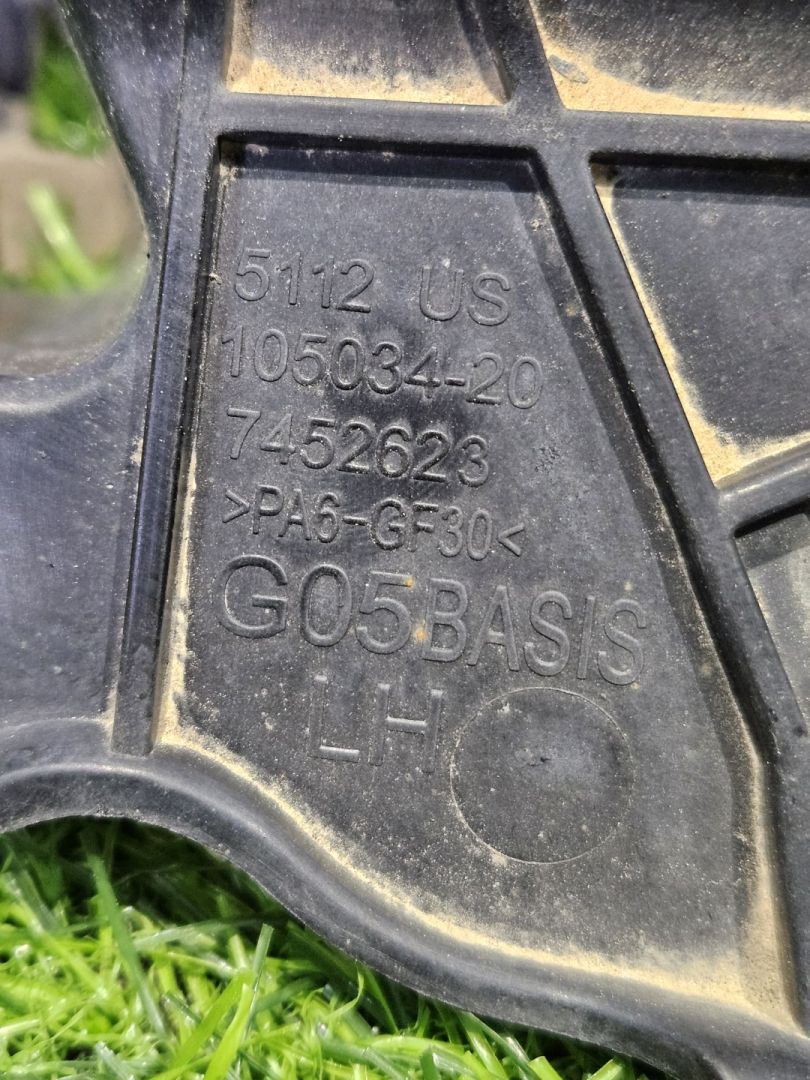 5112 US
105034-20
7452623
>PA6-GF30<
G05BASIS
LH